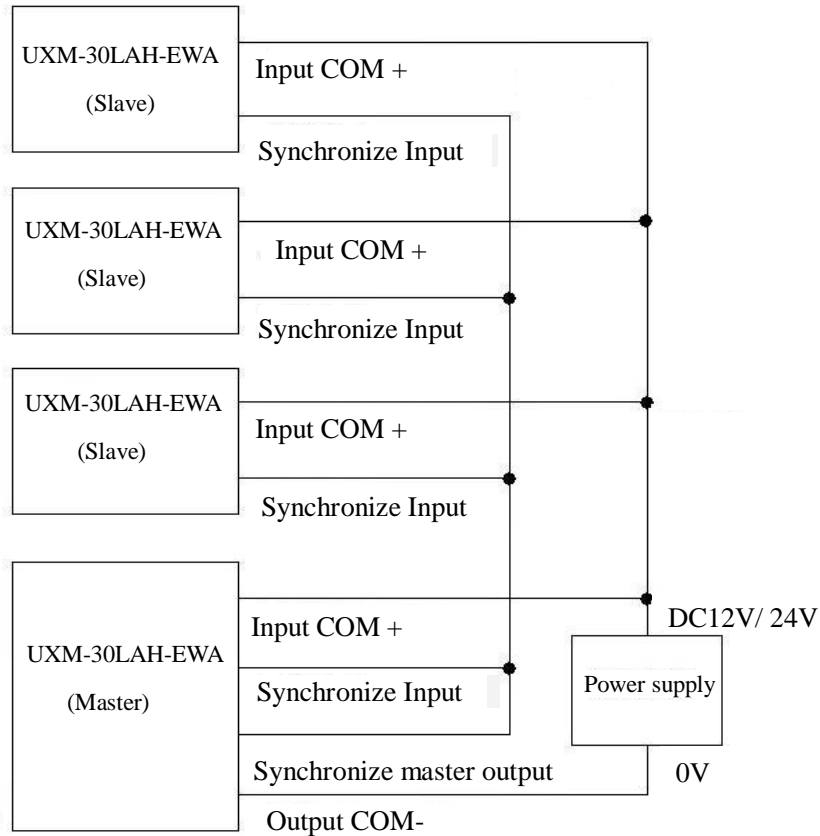 UXM-30LAH-EWA
(Slave)
Input COM +
Synchronize Input
UXM-30LAH-EWA
(Slave)
Input COM +
Synchronize Input
UXM-30LAH-EWA
(Slave)
Input COM +
Synchronize Input
UXM-30LAH-EWA
(Master)
Input COM +
Synchronize Input
Synchronize master output
Output COM-
DC12V/ 24V
Power supply
0V